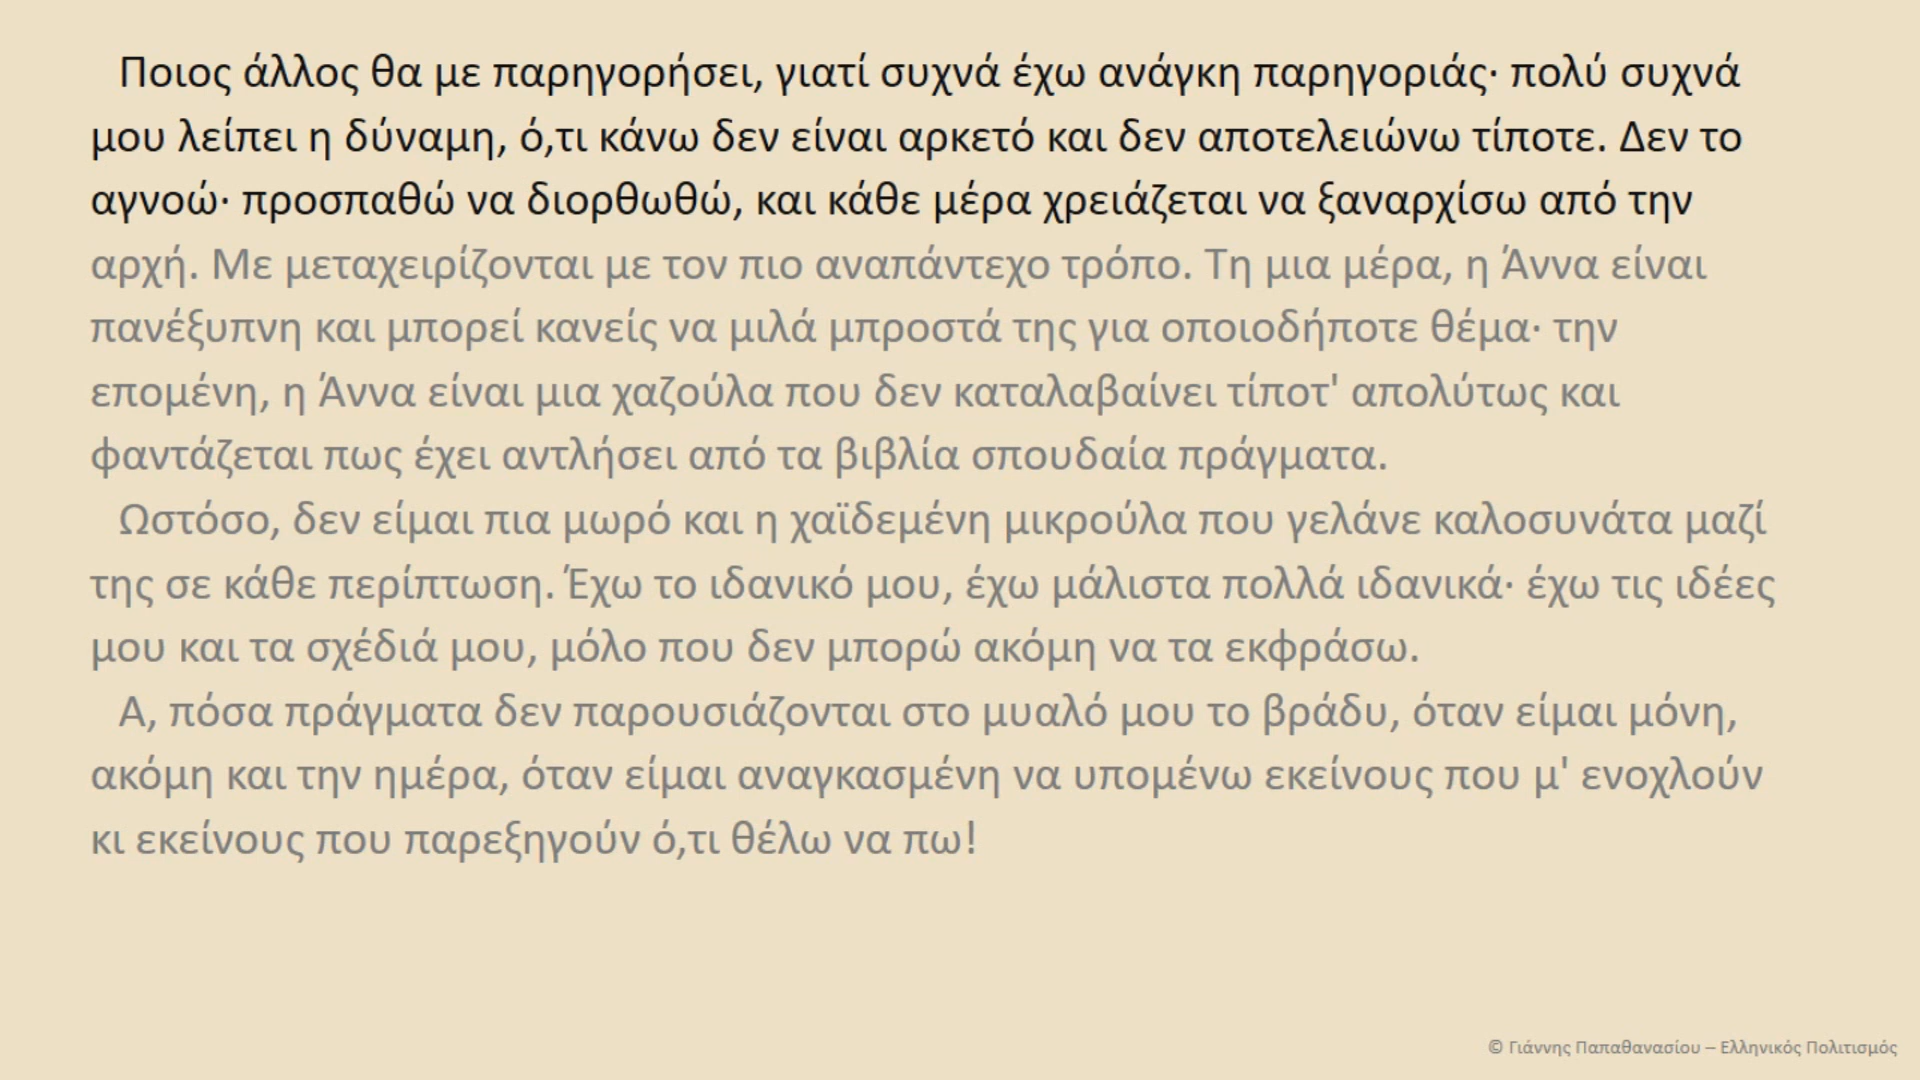 Ποιος άλλος θα με παρηγορήσει, γιατί συχνά έχω ανάγκη παρηγοριάς· πολύ συχνά
μου λείπει η δύναμη, ό,τι κάνω δεν είναι αρκετό και δεν αποτελειώνω τίποτε. Δεν το
αγνοώ· προσπαθώ να διορθωθώ, και κάθε μέρα χρειάζεται να ξαναρχίσω από την
αρχή. Με μεταχειρίζονται με τον πιο αναπάντεχο τρόπο. Τη μια μέρα, η Άννα είναι
πανέξυπνη και μπορεί κανείς να μιλά μπροστά της για οποιοδήποτε θέμα· την
επομένη, η Άννα είναι μια χαζούλα που δεν καταλαβαίνει τίποτ' απολύτως και
φαντάζεται πως έχει αντλήσει από τα βιβλία σπουδαία πράγματα.
Ωστόσο, δεν είμαι πια μωρό και η χαϊδεμένη μικρούλα που γελάνε καλοσυνάτα μαζί
της σε κάθε περίπτωση. Έχω το ιδανικό μου, έχω μάλιστα πολλά ιδανικά· έχω τις ιδέες
μου και τα σχέδιά μου, μόλο που δεν μπορώ ακόμη να τα εκφράσω.
Α, πόσα πράγματα δεν παρουσιάζονται στο μυαλό μου το βράδυ, όταν είμαι μόνη,
ακόμη και την ημέρα, όταν είμαι αναγκασμένη να υπομένω εκείνους που μ' ενοχλούν
κι εκείνους που παρεξηγούν ό,τι θέλω να πω!
© Γιάννης Παπαθανασίου – Ελληνικός Πολιτισμός